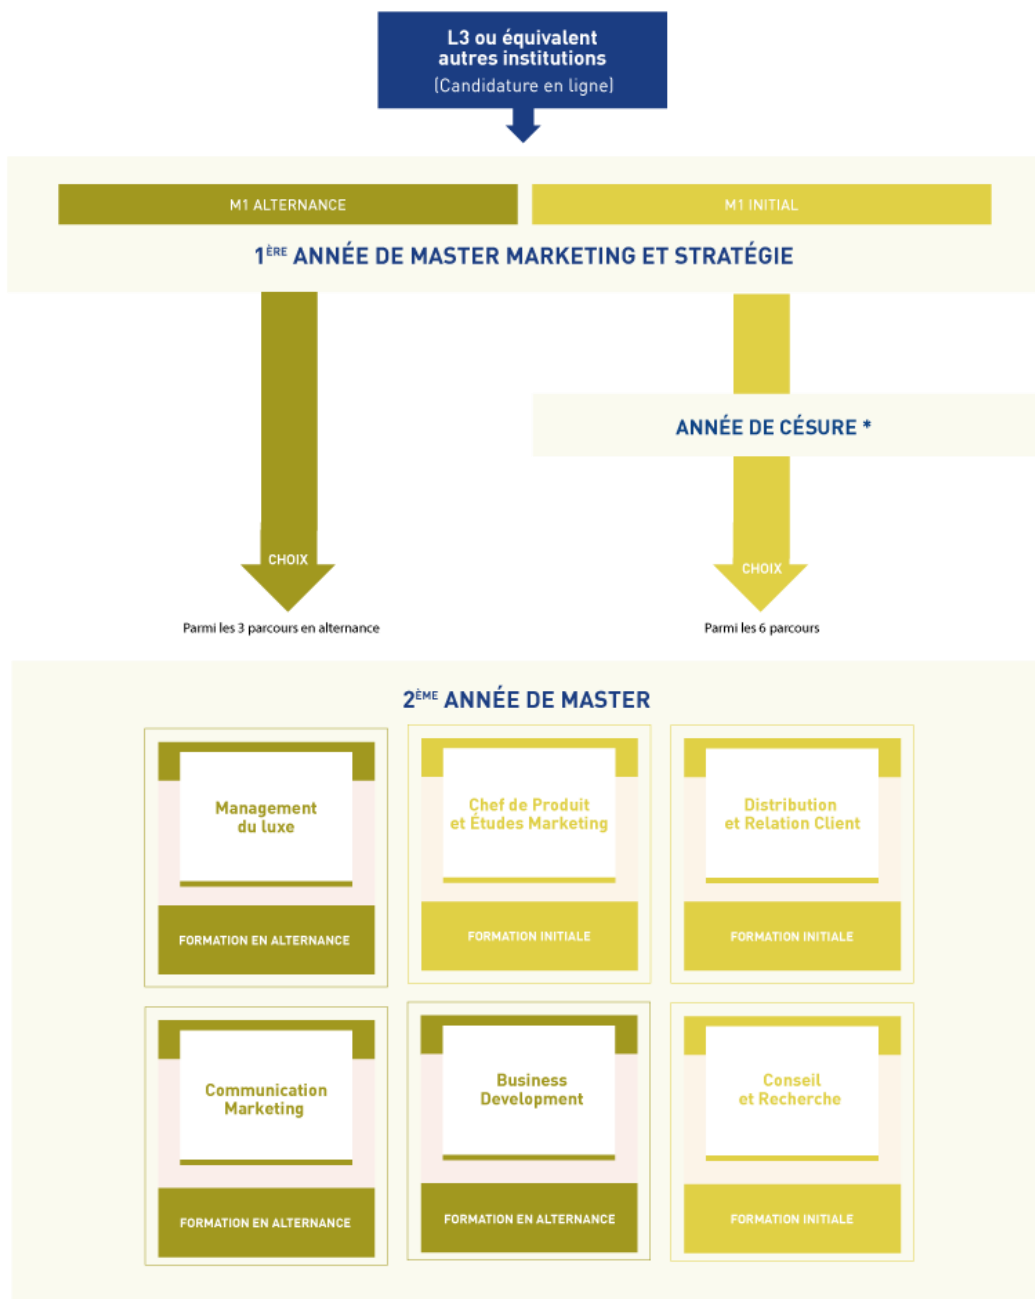 L3 ou équivalent
autres institutions
(Candidature en ligne)
M1 ALTERNANCE
M1 INITIAL
1ÈRE ANNÉE DE MASTER MARKETING ET STRATÉGIE
ANNÉE DE CÉSURE *
CHOIX
CHOIX
Parmi les 3 parcours en alternance
Parmi les 6 parcours
2ÈME ANNÉE DE MASTER
Management
du luxe
FORMATION EN ALTERNANCE
Chef de Produit
et Études Marketing
FORMATION INITIALE
Distribution
et Relation Client
FORMATION INITIALE
Communication
Marketing
FORMATION EN ALTERNANCE
Business
Development
FORMATION EN ALTERNANCE
Conseil
et Recherche
FORMATION INITIALE